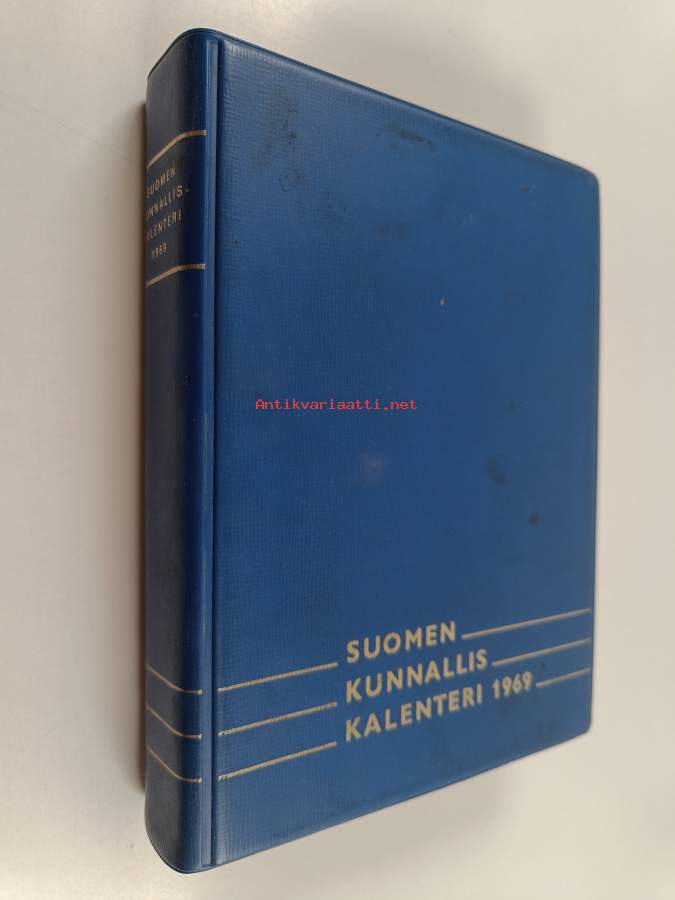 SUOMEN
KUNNALLIS-
KALENTERI
1969
Antikvariaatti.net
SUOMEN
KUNNALLIS
KALENTERI 1969